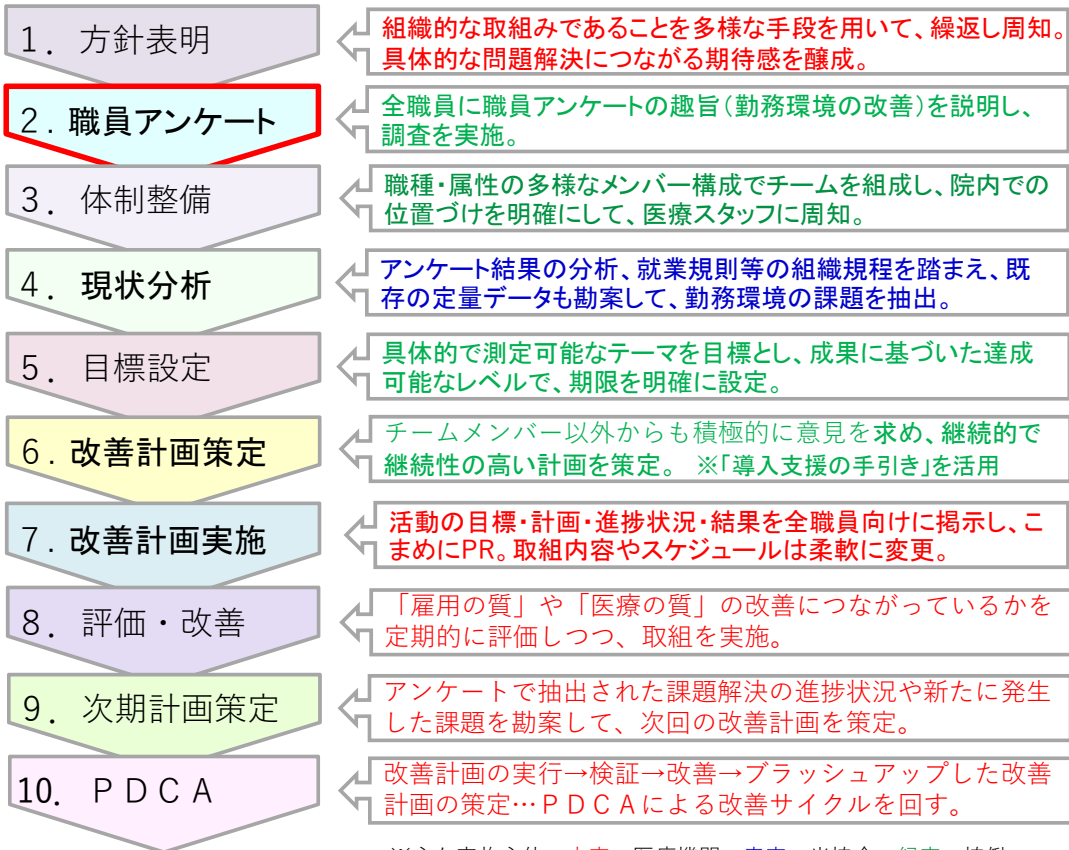 1. 方針表明
組織的な取組みであることを多様な手段を用いて、繰返し周知。
具体的な問題解決につながる期待感を醸成。
2. 職員アンケート
全職員に職員アンケートの趣旨(勤務環境の改善)を説明し、
調査を実施。
3. 体制整備
職種・属性の多様なメンバー構成でチームを組成し、院内での
位置づけを明確にして、医療スタッフに周知。
4. 現状分析
アンケート結果の分析、就業規則等の組織規程を踏まえ、既
存の定量データも勘案して、勤務環境の課題を抽出。
5. 目標設定
具体的で測定可能なテーマを目標とし、成果に基づいた達成
可能なレベルで、期限を明確に設定。
6. 改善計画策定
チームメンバー以外からも積極的に意見を求め、継続的で
継続性の高い計画を策定。 ※「導入支援の手引き」を活用
7. 改善計画実施
活動の目標・計画・進捗状況・結果を全職員向けに掲示し、こ
まめにPR。取組内容やスケジュールは柔軟に変更。
8. 評価・改善
「雇用の質」や「医療の質」の改善につながっているかを
定期的に評価しつつ、取組を実施。
9. 次期計画策定
アンケートで抽出された課題解決の進捗状況や新たに発生
した課題を勘案して、次回の改善計画を策定。
10. PDCA
改善計画の実行→検証→改善→ブラッシュアップした改善
計画の策定…PDCAによる改善サイクルを回す。